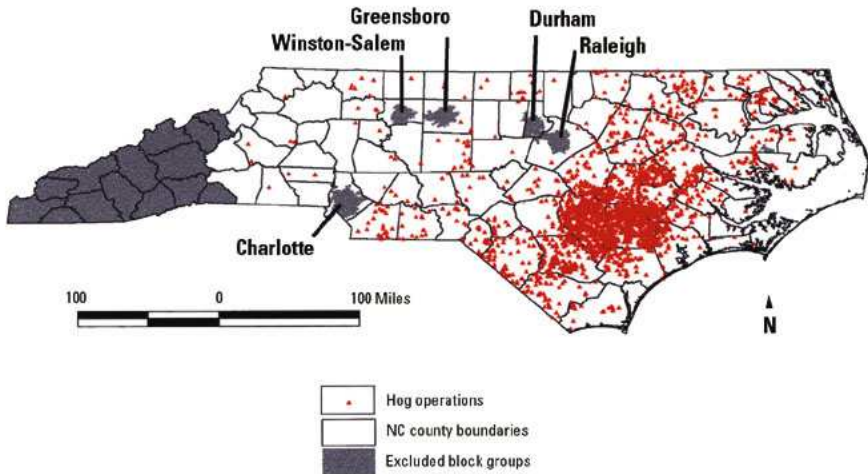 Greensboro
Durham
Winston-Salem
Raleigh
Charlotte
100
0
100 Miles
N
Hog operations
NC county boundaries
Excluded block groups